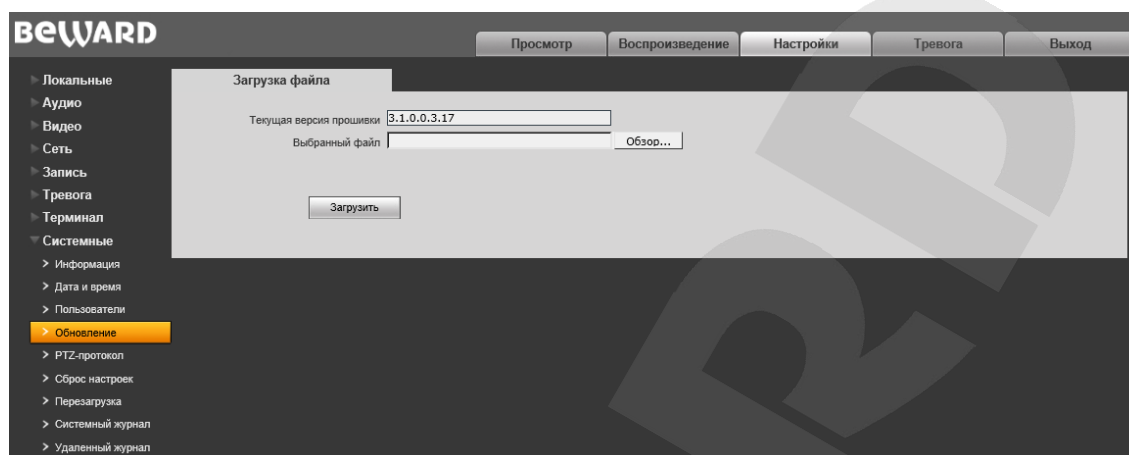 BEWARD
Просмотр Воспроизведение Настройки Тревога Выход
Локальные
Аудио
Видео
Сеть
Запись
Тревога
Терминал
Системные
Информация
Дата и время
Пользователи
Обновление
PTZ-протокол
Сброс настроек
Перезагрузка
Системный журнал
Удаленный журнал
Загрузка файла
Текущая версия прошивки 3.1.0.0.3.17
Выбранный файл Обзор...
Загрузить